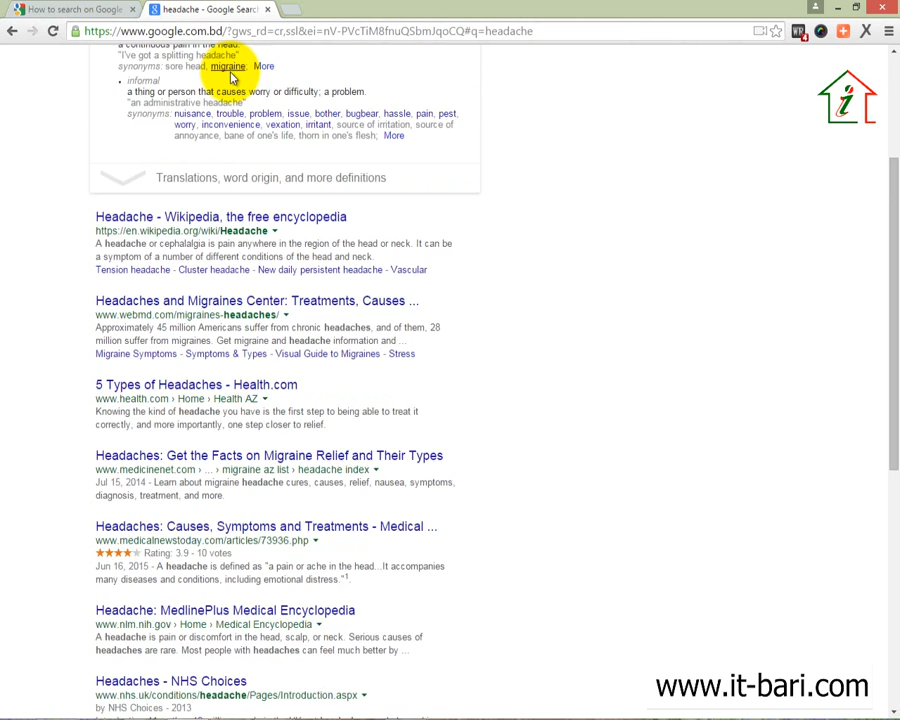 How to search on Google
headache - Google Search
https://www.google.com.bd/?gws_rd=cr,ssl&ei=nV-PVcTiM8fnuQSBmJqoCQ#q=headache
4
a continuous pain in the head.
"I've got a splitting headache"
synonyms: sore head, migraine; More
informal
a thing or person that causes worry or difficulty; a problem.
"an administrative headache"
synonyms: nuisance, trouble, problem, issue, bother, bugbear, hassle, pain, pest,
worry, inconvenience, vexation, irritant, source of irritation, source of
annoyance, bane of one's life, thorn in one's flesh; More
Translations, word origin, and more definitions
Headache - Wikipedia, the free encyclopedia
https://en.wikipedia.org/wiki/Headache
A headache or cephalalgia is pain anywhere in the region of the head or neck. It can be
a symptom of a number of different conditions of the head and neck.
Tension headache - Cluster headache - New daily persistent headache - Vascular
Headaches and Migraines Center: Treatments, Causes ...
www.webmd.com/migraines-headaches/
Approximately 45 million Americans suffer from chronic headaches, and of them, 28
million suffer from migraines. Get migraine and headache information and ...
Migraine Symptoms - Symptoms & Types - Visual Guide to Migraines - Stress
5 Types of Headaches - Health.com
www.health.com › Home › Health AZ
Knowing the kind of headache you have is the first step to being able to treat it
correctly, and more importantly, one step closer to relief.
Headaches: Get the Facts on Migraine Relief and Their Types
www.medicinenet.com › ... › migraine az list › headache index
Jul 15, 2014 - Learn about migraine headache cures, causes, relief, nausea, symptoms,
diagnosis, treatment, and more.
Headaches: Causes, Symptoms and Treatments - Medical ...
www.medicalnewstoday.com/articles/73936.php
Rating: 3.9 - 10 votes
Jun 16, 2015 - A headache is defined as "a pain or ache in the head...It accompanies
many diseases and conditions, including emotional distress."1.
Headache: MedlinePlus Medical Encyclopedia
www.nlm.nih.gov › Home › Medical Encyclopedia
A headache is pain or discomfort in the head, scalp, or neck. Serious causes of
headaches are rare. Most people with headaches can feel much better by ...
Headaches - NHS Choices
www.nhs.uk/conditions/headache/Pages/Introduction.aspx
by NHS Choices - 2013
www.it-bari.com